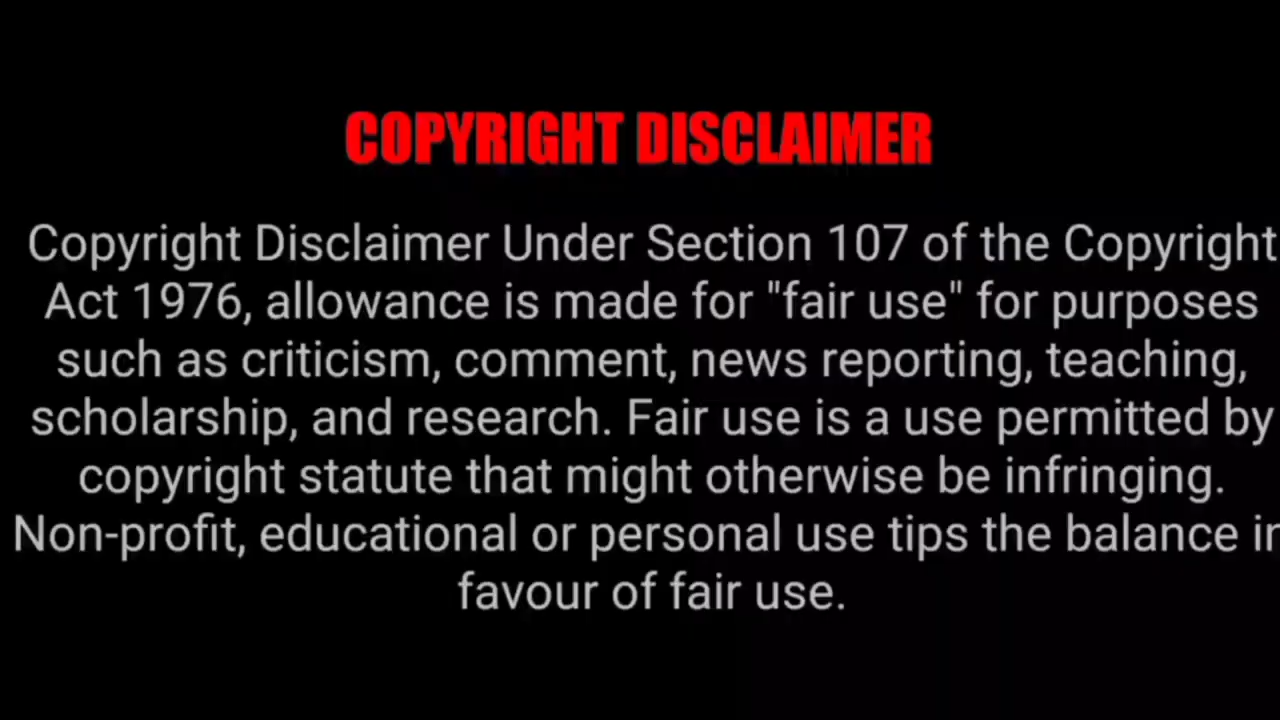 COPYRIGHT DISCLAIMER
Copyright Disclaimer Under Section 107 of the Copyright
Act 1976, allowance is made for "fair use" for purposes
such as criticism, comment, news reporting, teaching,
scholarship, and research. Fair use is a use permitted by
copyright statute that might otherwise be infringing.
Non-profit, educational or personal use tips the balance in
favour of fair use.